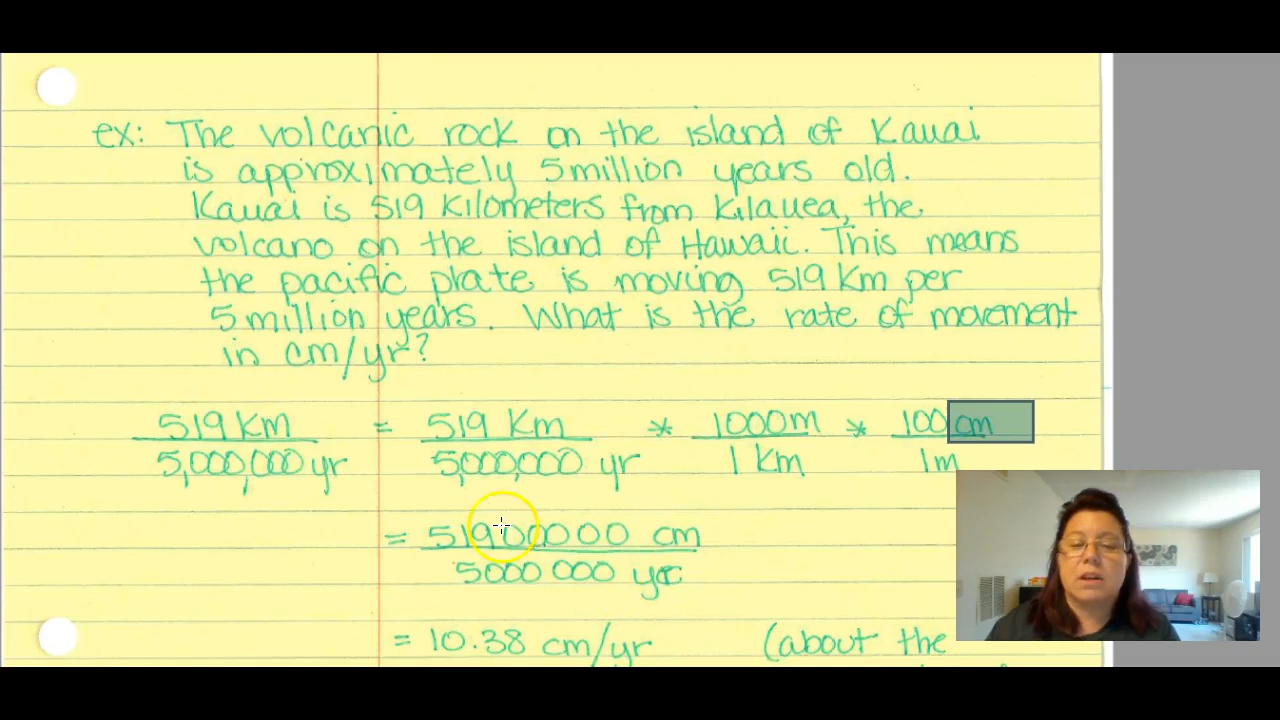 ex: The volcanic rock on the island of Kauai
is approximately 5 million years old.
Kauai is 519 Kilometers from Kilauea, the
volcano on the island of Hawaii. This means
the pacific plate is moving 519 Km per
5 million years. What is the rate of movement
in cm/yr?
519 Km = 519 Km * 1000m * 100 cm
5,000,000 yr 5,000,000 yr 1 Km 1m
= 51900000 cm
5000 000 yr
= 10.38 cm/yr (about the